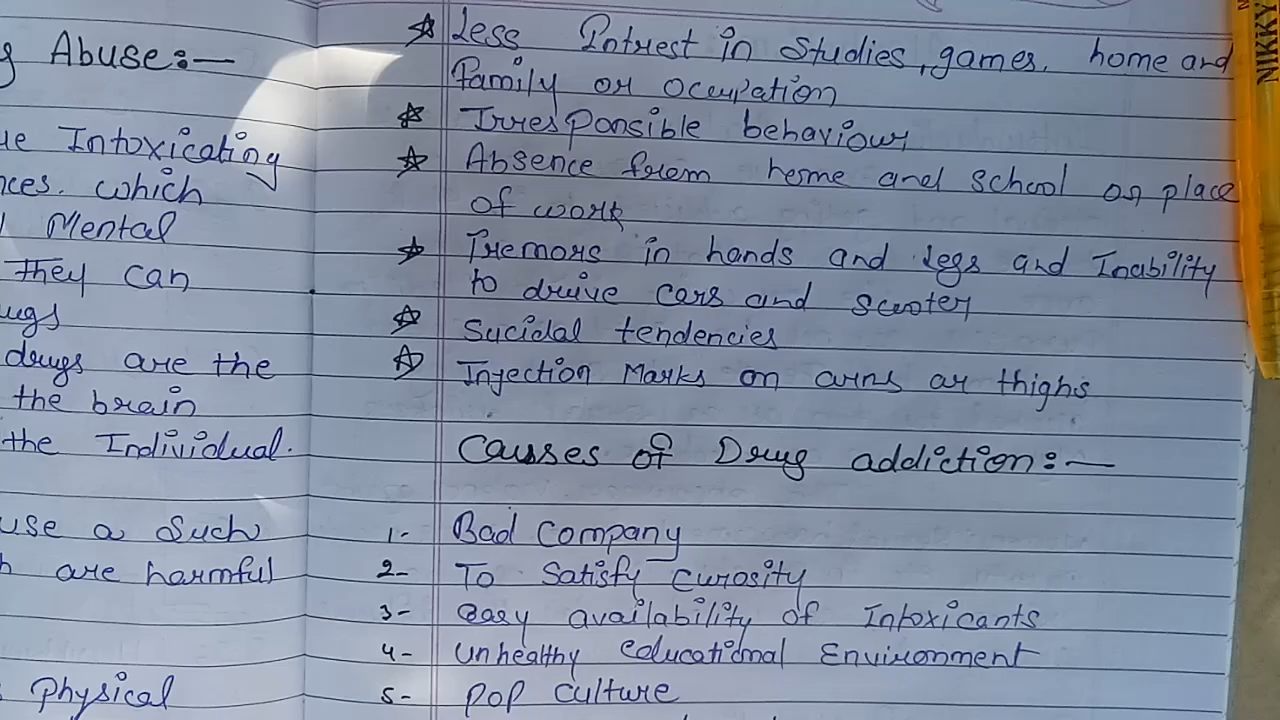 Abuse:—
Intoxicating
which
Mental
They can
drugs are the
the brain
the Individual.
use a Such
are harmful
Physical
☆ Less Intrest in Studies, games, home and
family or Occupation
☆ Irresponsible behaviour
☆ Absence from home and School or place
of work
☆ Tremors in hands and legs and Inability
to drive cars and scooter
☆ Sucidal tendencies
☆ Injection Marks on arms or thighs
Causses of Drug addiction:—
1- Bad Company
2- To Satisfy curosity
3- easy availability of Intoxicants
4- unhealthy educational Environment
5- pop culture
NIKKY